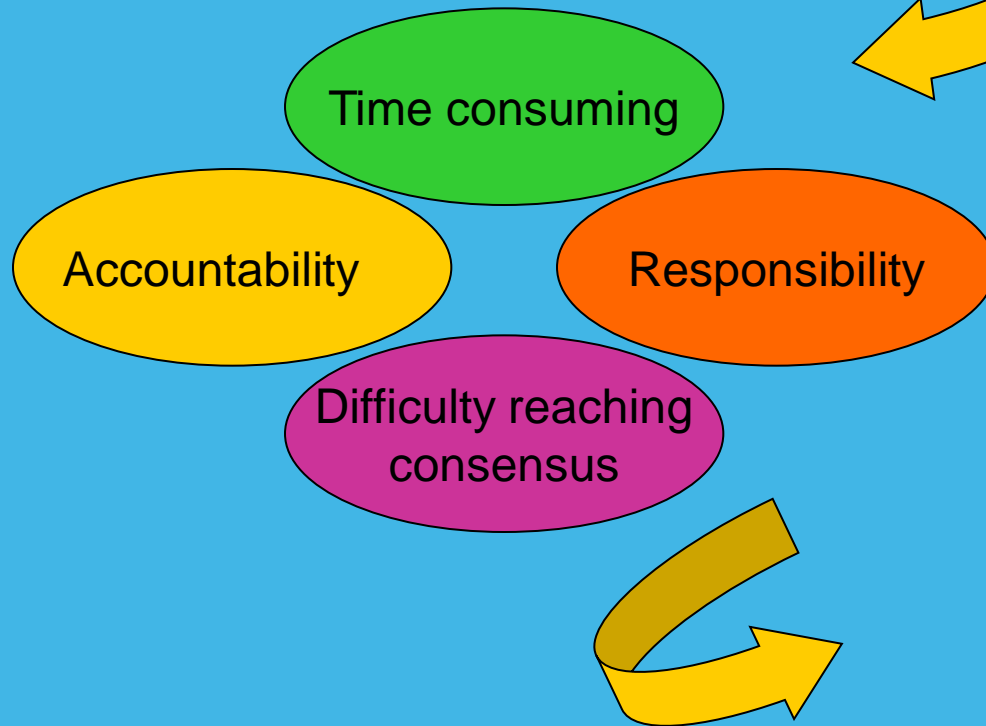 Time consuming
Accountability
Responsibility
Difficulty reaching
consensus